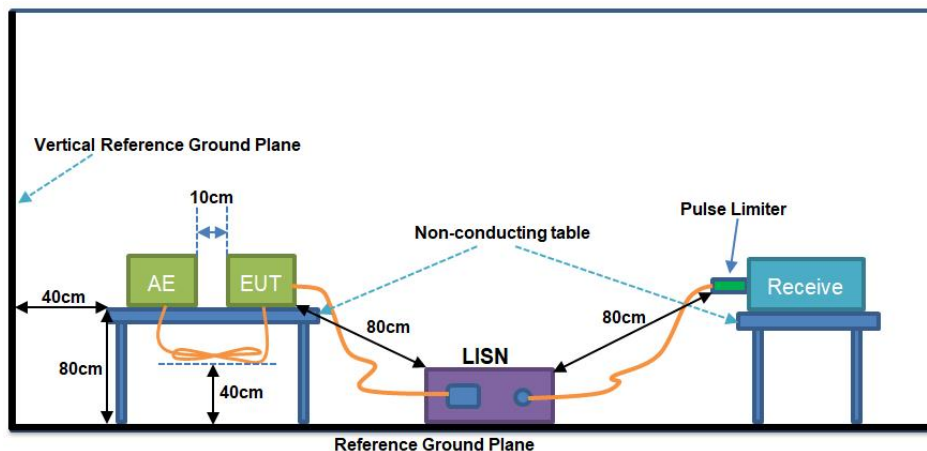 Vertical Reference Ground Plane
10cm
Pulse Limiter
Non-conducting table
AE
EUT
Receive
40cm
80cm
80cm
LISN
80cm
40cm
Reference Ground Plane